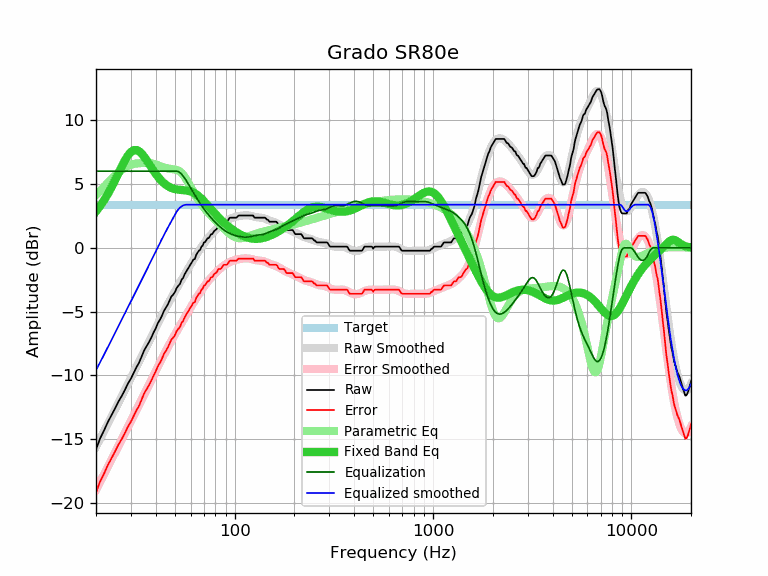 Grado SR80e
Amplitude (dBr)
10
5
0
−5
−10
−15
−20
Target
Raw Smoothed
Error Smoothed
Raw
Error
Parametric Eq
Fixed Band Eq
Equalization
Equalized smoothed
100
1000
10000
Frequency (Hz)